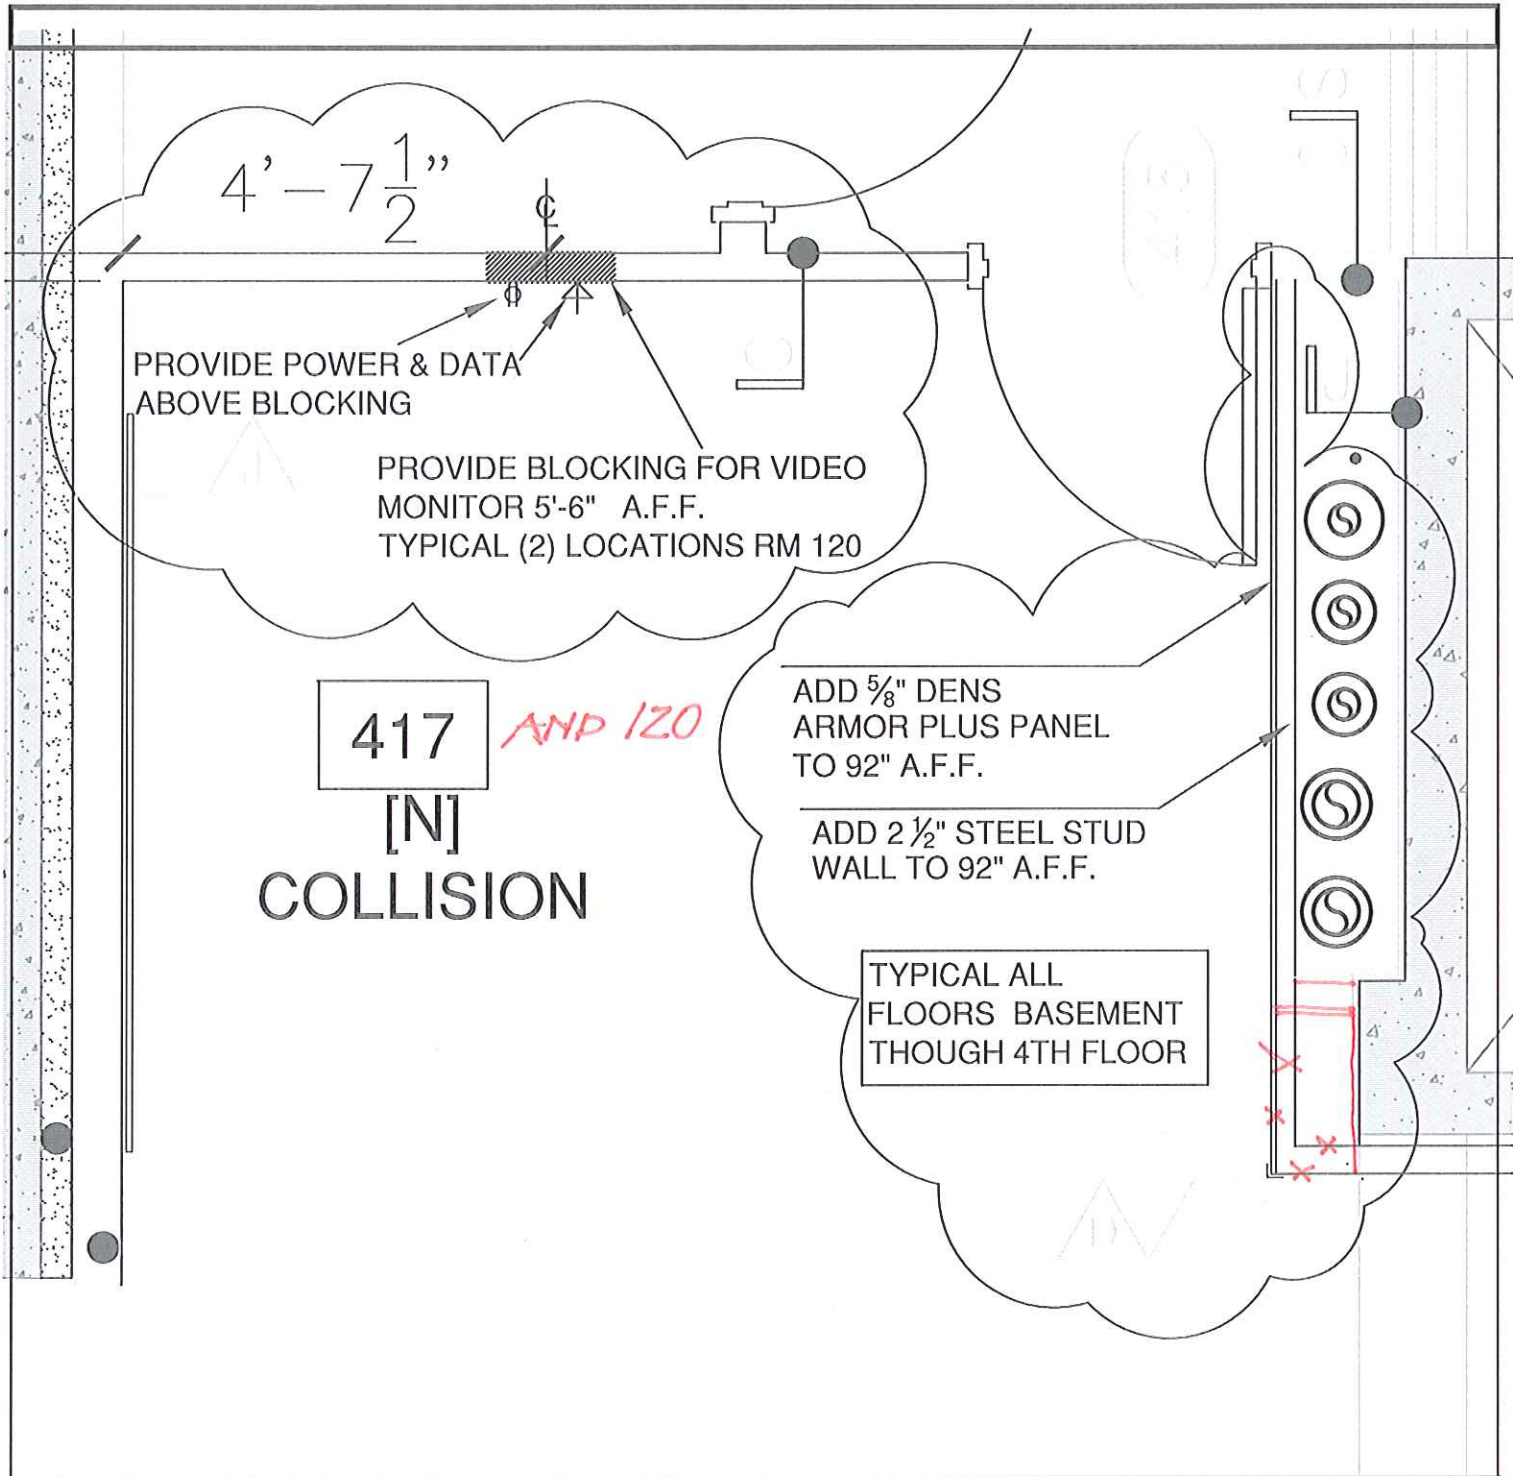 4'-7 1/2"
℄
PROVIDE POWER & DATA
ABOVE BLOCKING
PROVIDE BLOCKING FOR VIDEO
MONITOR 5'-6" A.F.F.
TYPICAL (2) LOCATIONS RM 120
417 AND 120
[N]
COLLISION
ADD 5/8" DENS
ARMOR PLUS PANEL
TO 92" A.F.F.
ADD 2 1/2" STEEL STUD
WALL TO 92" A.F.F.
TYPICAL ALL
FLOORS BASEMENT
THOUGH 4TH FLOOR